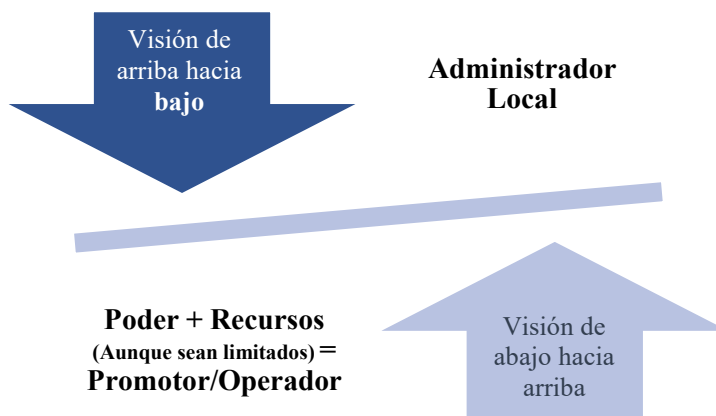 Visión de
arriba hacia
bajo
Administrador
Local
Poder + Recursos
(Aunque sean limitados) =
Promotor/Operador
Visión de
abajo hacia
arriba